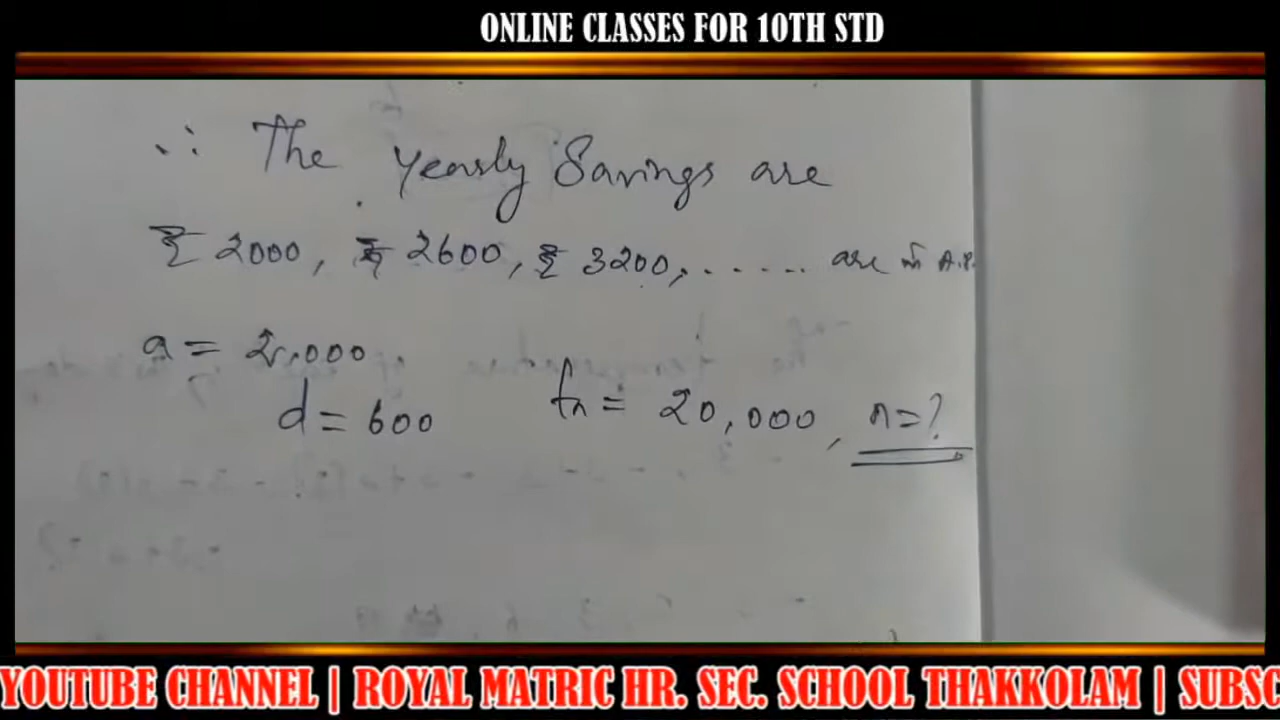 ONLINE CLASSES FOR 10TH STD
∴ The yearly Savings are
₹ 2000, ₹ 2600, ₹ 3200, ...... are in A.P.
a = 2,000
d = 600
tn = 20,000, n=?
YOUTUBE CHANNEL | ROYAL MATRIC HR. SEC. SCHOOL THAKKOLAM | SUBSC